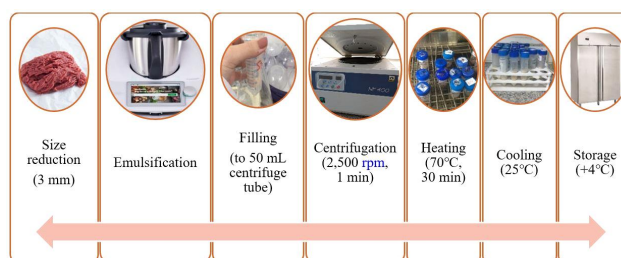 Size
reduction
(3 mm)
Emulsification
Filling
(to 50 mL
centrifuge
tube)
Centrifugation
(2,500 rpm,
1 min)
Heating
(70°C,
30 min)
Cooling
(25°C)
Storage
(+4°C)